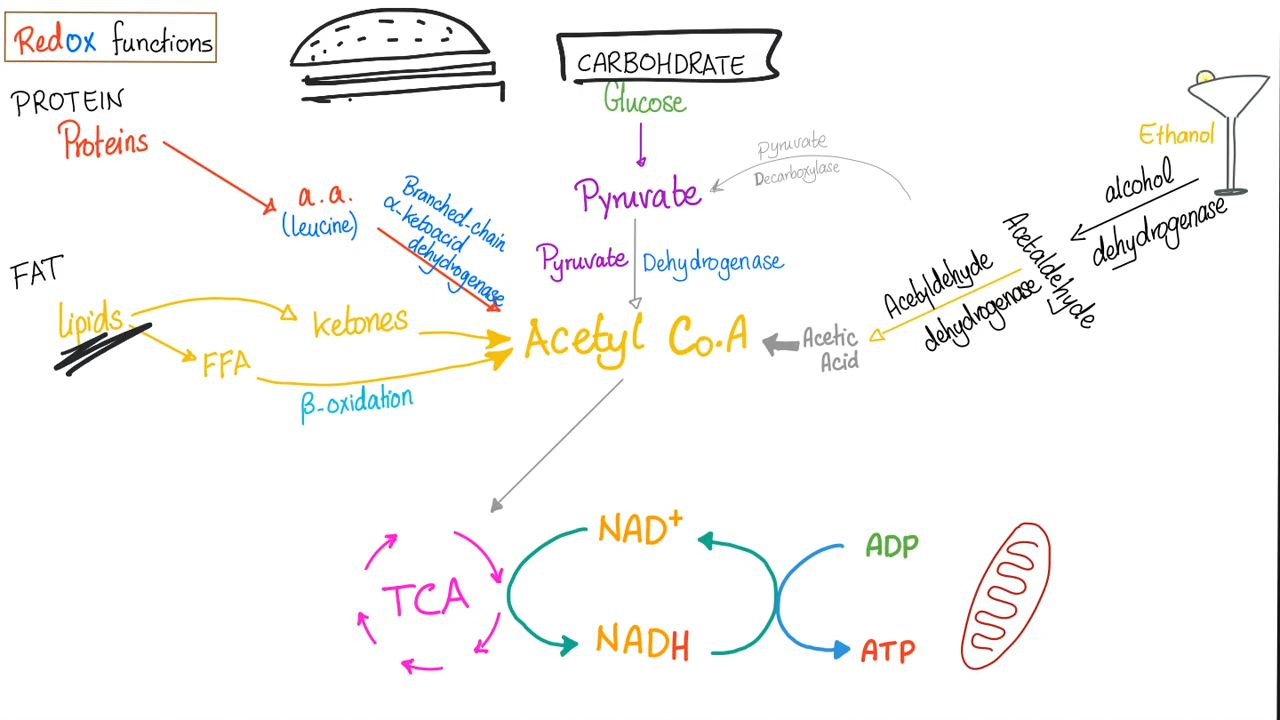 Redox functions
CARBOHDRATE
Glucose
PROTEIN
Proteins
Ethanol
alcohol
dehydrogenase
Pyruvate
Decarboxylase
a.a.
(leucine)
Branched-chain
α-ketoacid
dehydrogenase
Pyruvate
Pyruvate Dehydrogenase
Acetaldehyde
Acetyldehyde
dehydrogenase
FAT
lipids
ketones
FFA
β-oxidation
Acetyl Co.A
Acetic
Acid
TCA
NAD+
NADH
ADP
ATP